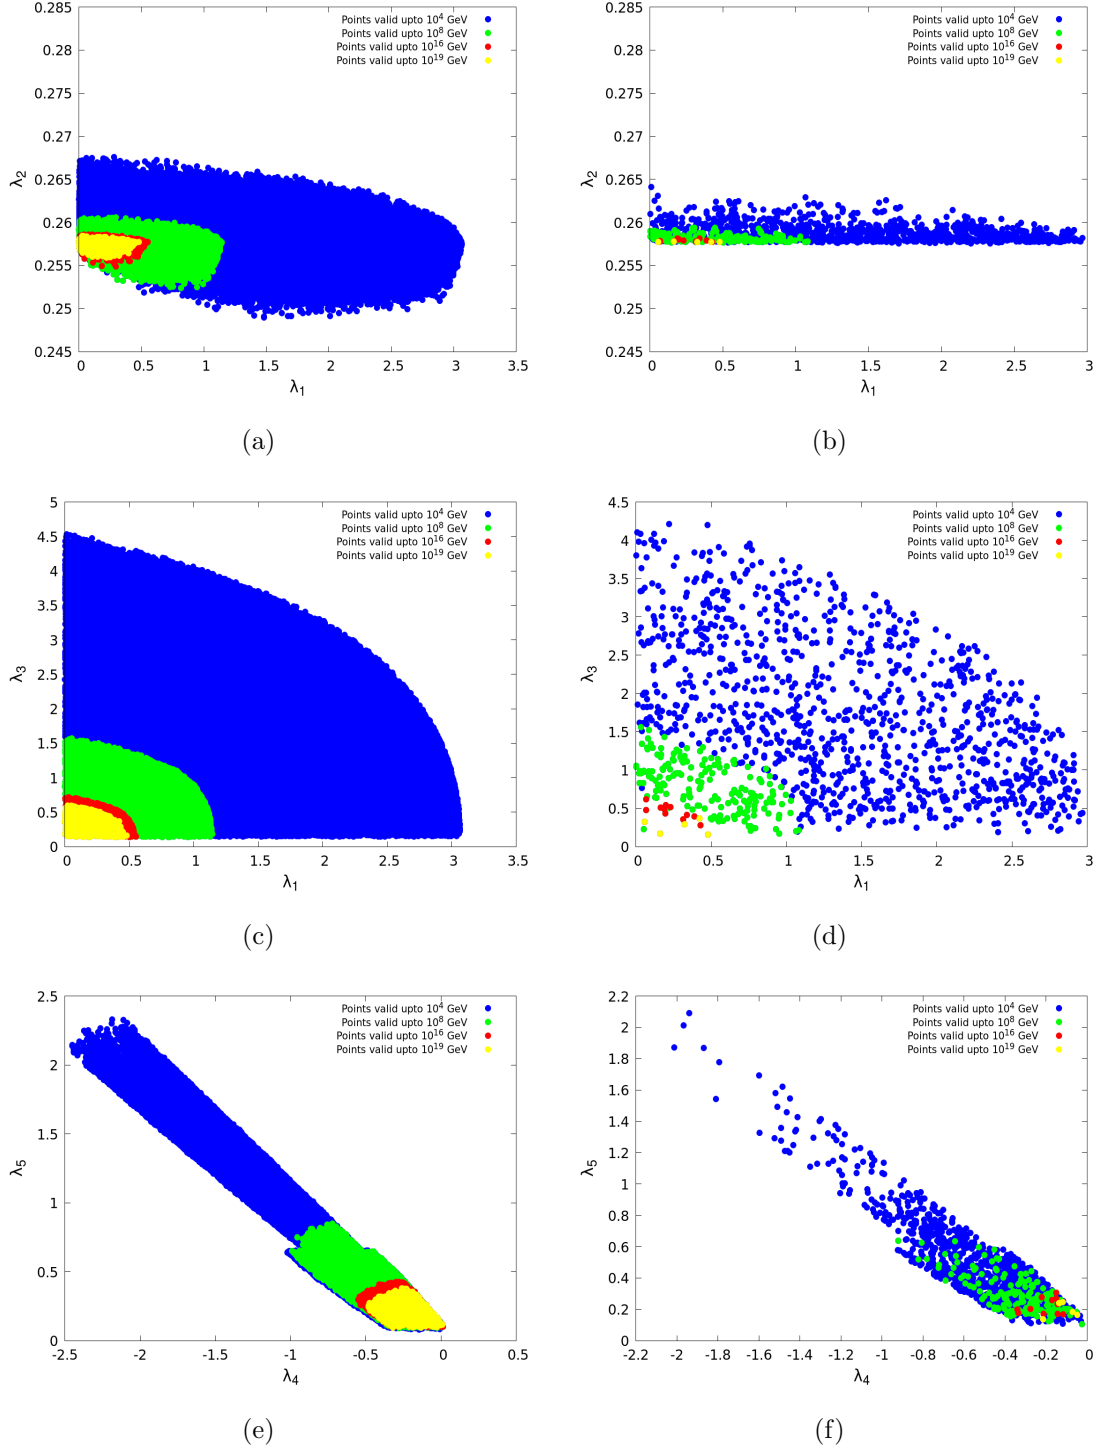 0.285
0.28
0.275
0.27
0.265
0.26
0.255
0.25
0.245
λ2
Points valid upto 10^4 GeV
Points valid upto 10^8 GeV
Points valid upto 10^16 GeV
Points valid upto 10^19 GeV
0 0.5 1 1.5 2 2.5 3 3.5
λ1
(a)
0.285
0.28
0.275
0.27
0.265
0.26
0.255
0.25
0.245
λ2
Points valid upto 10^4 GeV
Points valid upto 10^8 GeV
Points valid upto 10^16 GeV
Points valid upto 10^19 GeV
0 0.5 1 1.5 2 2.5 3
λ1
(b)
5
4.5
4
3.5
3
2.5
2
1.5
1
0.5
0
λ3
Points valid upto 10^4 GeV
Points valid upto 10^8 GeV
Points valid upto 10^16 GeV
Points valid upto 10^19 GeV
0 0.5 1 1.5 2 2.5 3 3.5
λ1
(c)
4.5
4
3.5
3
2.5
2
1.5
1
0.5
0
λ3
Points valid upto 10^4 GeV
Points valid upto 10^8 GeV
Points valid upto 10^16 GeV
Points valid upto 10^19 GeV
0 0.5 1 1.5 2 2.5 3
λ1
(d)
2.5
2
1.5
1
0.5
0
λ5
Points valid upto 10^4 GeV
Points valid upto 10^8 GeV
Points valid upto 10^16 GeV
Points valid upto 10^19 GeV
-2.5 -2 -1.5 -1 -0.5 0 0.5
λ4
(e)
2.2
2
1.8
1.6
1.4
1.2
1
0.8
0.6
0.4
0.2
0
λ5
Points valid upto 10^4 GeV
Points valid upto 10^8 GeV
Points valid upto 10^16 GeV
Points valid upto 10^19 GeV
-2.2 -2 -1.8 -1.6 -1.4 -1.2 -1 -0.8 -0.6 -0.4 -0.2 0
λ4
(f)